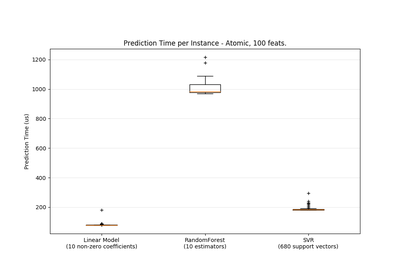 Prediction Time per Instance - Atomic, 100 feats.
1200
1000
800
600
400
200
Prediction Time (us)
Linear Model
(10 non-zero coefficients)
RandomForest
(10 estimators)
SVR
(680 support vectors)